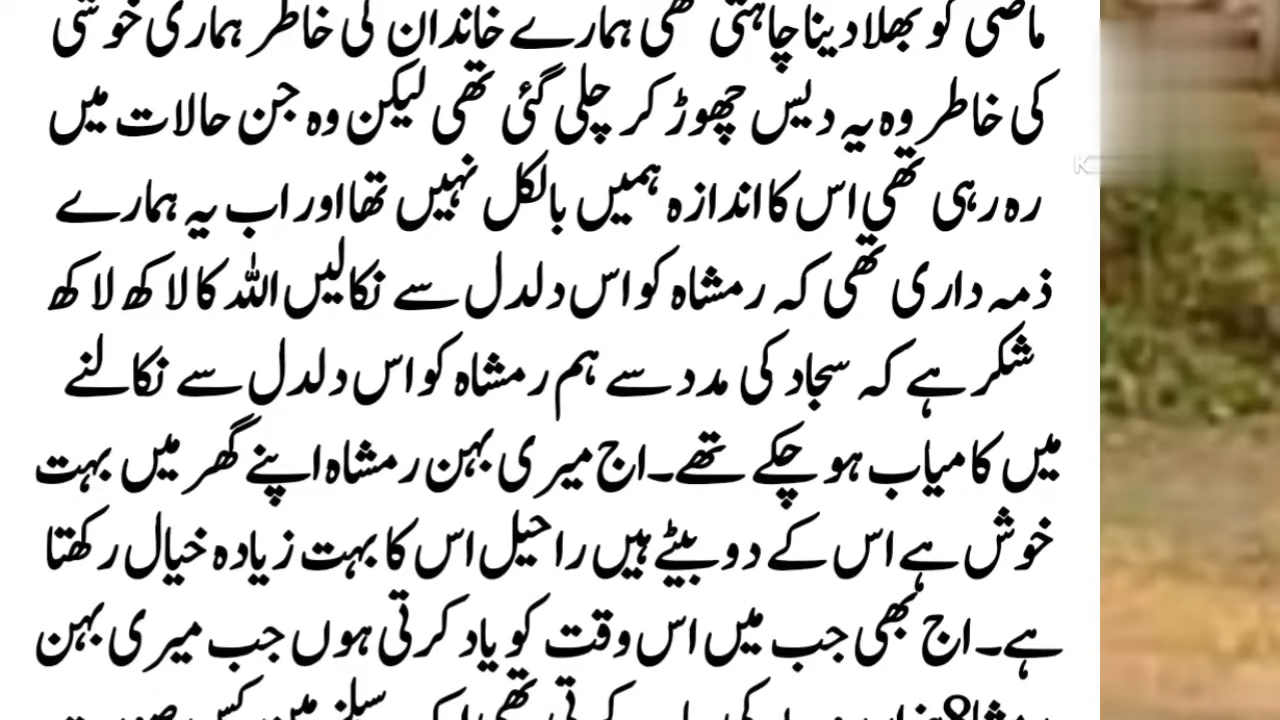 ماضی کو بھلا دینا چاہتی تھی ہمارے خاندان کی خاطر ہماری خوشی
کی خاطر وہ یہ دیس چھوڑ کر چلی گئی تھی لیکن وہ جن حالات میں
رہ رہی تھی اس کا اندازہ ہمیں بالکل نہیں تھا اور اب یہ ہمارے
ذمہ داری تھی کہ رمشاہ کو اس دلدل سے نکالیں اللہ کا لاکھ لاکھ
شکر ہے کہ سجاد کی مدد سے ہم رمشاہ کو اس دلدل سے نکالنے
میں کامیاب ہو چکے تھے۔ اج میری بہن رمشاہ اپنے گھر میں بہت
خوش ہے اس کے دو بیٹے ہیں راحیل اس کا بہت زیادہ خیال رکھتا
ہے۔ اج بھی جب میں اس وقت کو یاد کرتی ہوں جب میری بہن